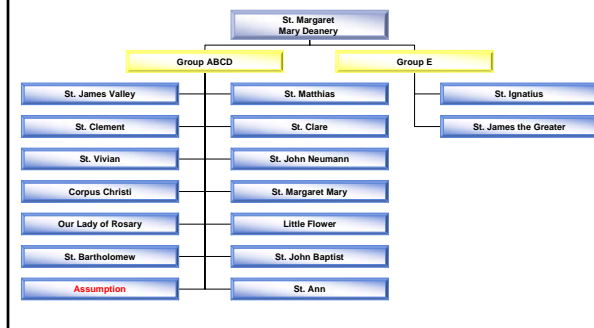 St. Margaret
Mary Deanery
Group ABCD
Group E
St. James Valley
St. Matthias
St. Ignatius
St. Clement
St. Clare
St. James the Greater
St. Vivian
St. John Neumann
Corpus Christi
St. Margaret Mary
Our Lady of Rosary
Little Flower
St. Bartholomew
St. John Baptist
Assumption
St. Ann